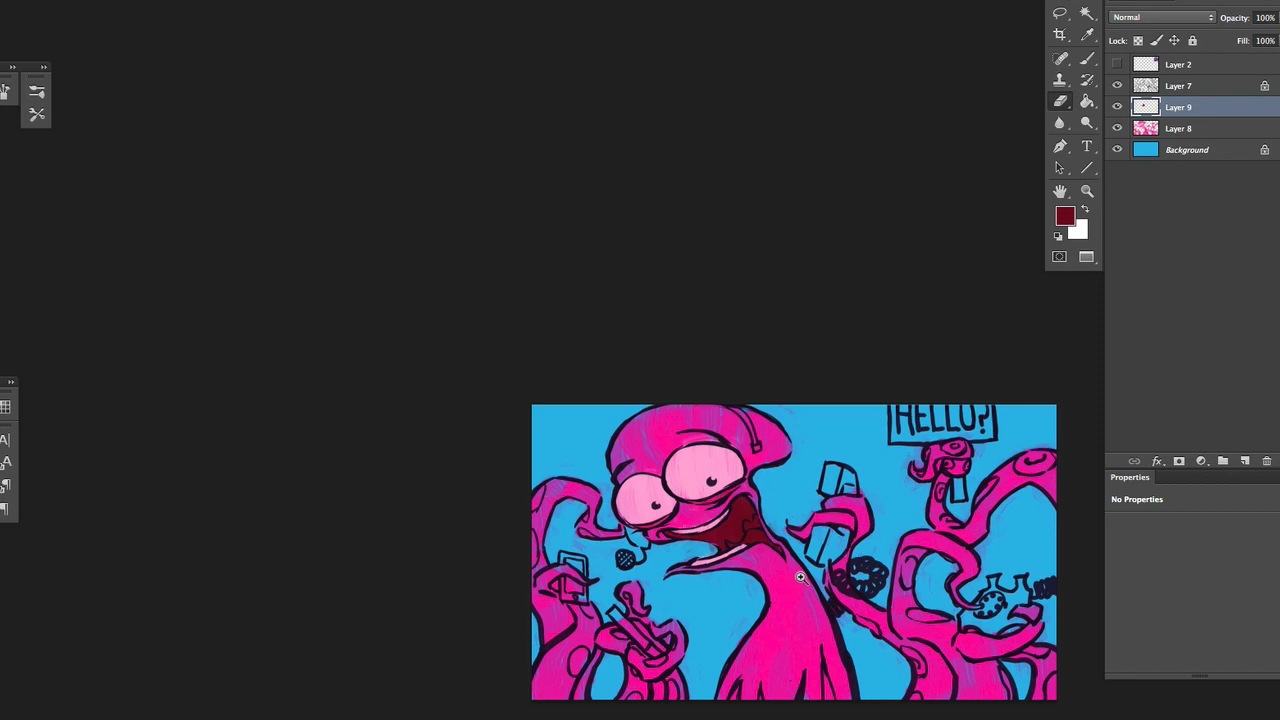 Normal
Opacity: 100%
Lock:
Fill: 100%
Layer 2
Layer 7
Layer 9
Layer 8
Background
T
A
A
fx
Properties
No Properties
HELLO?